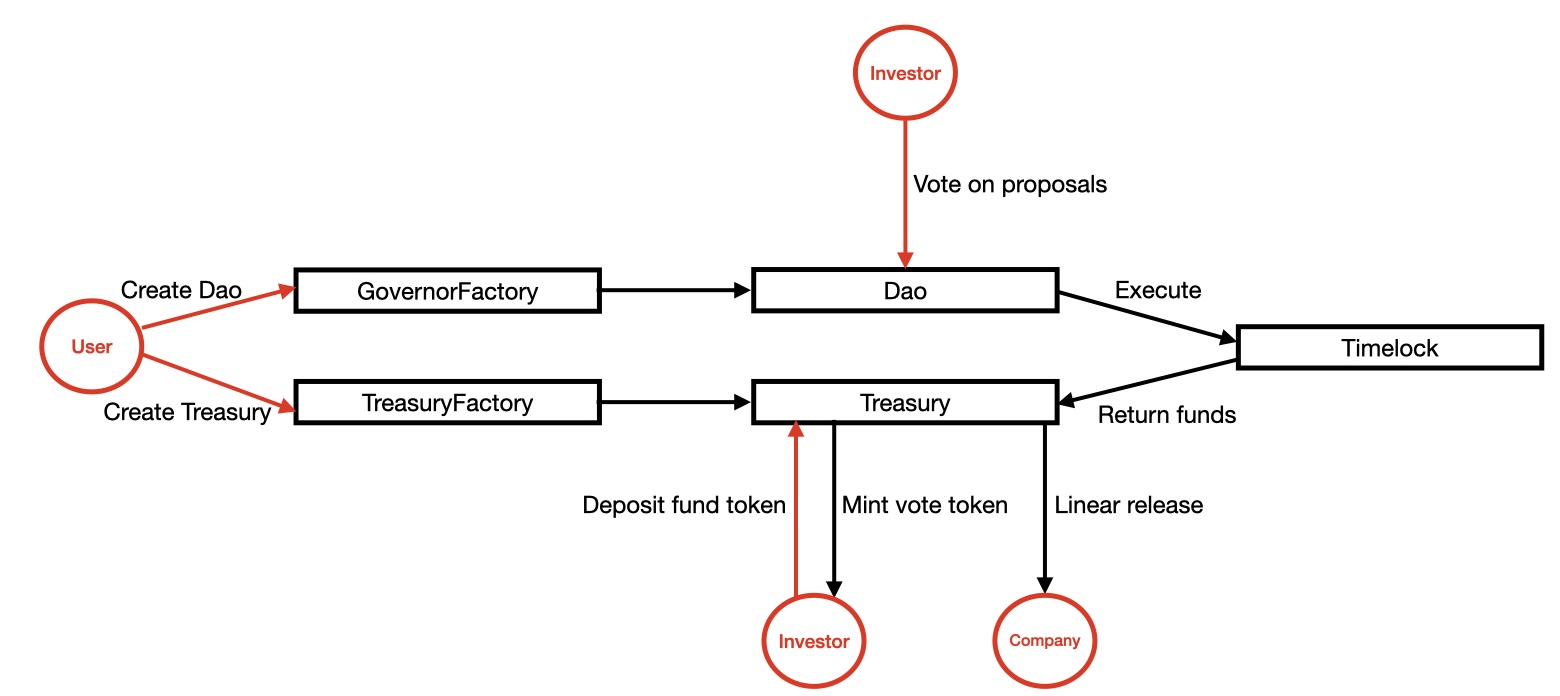 Investor
Vote on proposals
Create Dao
GovernorFactory
Dao
Execute
User
Timelock
Create Treasury
TreasuryFactory
Treasury
Return funds
Deposit fund token
Mint vote token
Linear release
Investor
Company